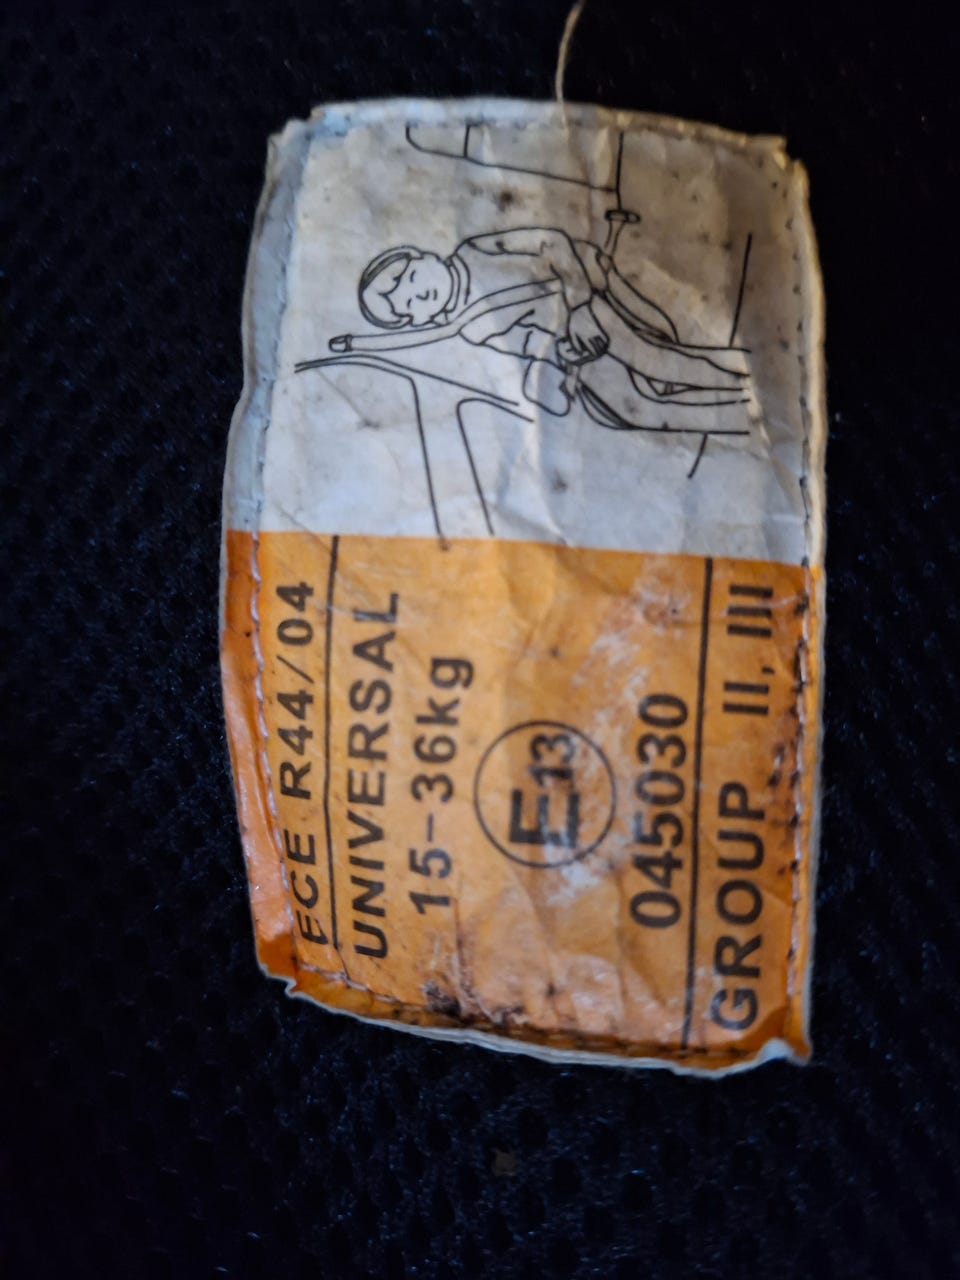 ECE R44/04
UNIVERSAL
15-36kg
E13
045030
GROUP II, III